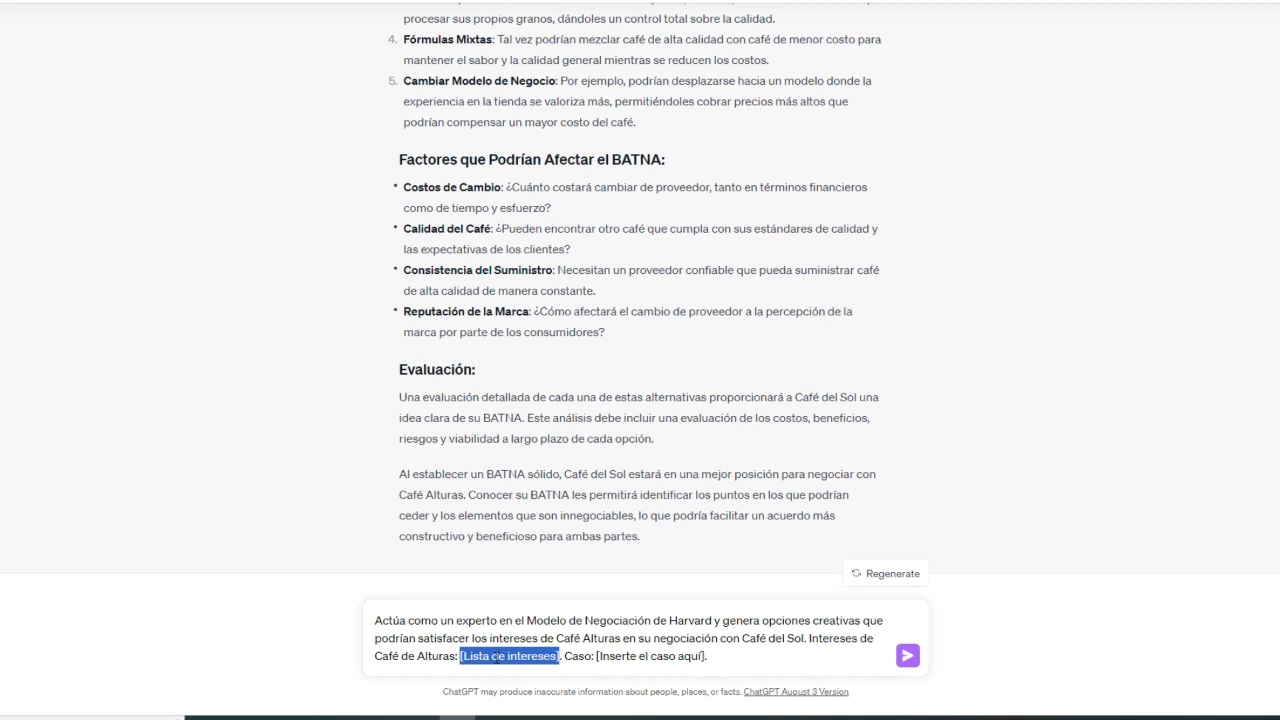 procesar sus propios granos, dándoles un control total sobre la calidad.
4. Fórmulas Mixtas: Tal vez podrían mezclar café de alta calidad con café de menor costo para
mantener el sabor y la calidad general mientras se reducen los costos.
5. Cambiar Modelo de Negocio: Por ejemplo, podrían desplazarse hacia un modelo donde la
experiencia en la tienda se valoriza más, permitiéndoles cobrar precios más altos que
podrían compensar un mayor costo del café.
Factores que Podrían Afectar el BATNA:
• Costos de Cambio: ¿Cuánto costará cambiar de proveedor, tanto en términos financieros
como de tiempo y esfuerzo?
• Calidad del Café: ¿Pueden encontrar otro café que cumpla con sus estándares de calidad y
las expectativas de los clientes?
• Consistencia del Suministro: Necesitan un proveedor confiable que pueda suministrar café
de alta calidad de manera constante.
• Reputación de la Marca: ¿Cómo afectará el cambio de proveedor a la percepción de la
marca por parte de los consumidores?
Evaluación:
Una evaluación detallada de cada una de estas alternativas proporcionará a Café del Sol una
idea clara de su BATNA. Este análisis debe incluir una evaluación de los costos, beneficios,
riesgos y viabilidad a largo plazo de cada opción.
Al establecer un BATNA sólido, Café del Sol estará en una mejor posición para negociar con
Café Alturas. Conocer su BATNA les permitirá identificar los puntos en los que podrían
ceder y los elementos que son innegociables, lo que podría facilitar un acuerdo más
constructivo y beneficioso para ambas partes.
Regenerate
Actúa como un experto en el Modelo de Negociación de Harvard y genera opciones creativas que
podrían satisfacer los intereses de Café Alturas en su negociación con Café del Sol. Intereses de
Café de Alturas: [Lista de intereses]. Caso: [Inserte el caso aquí].
ChatGPT may produce inaccurate information about people, places, or facts. ChatGPT August 3 Version